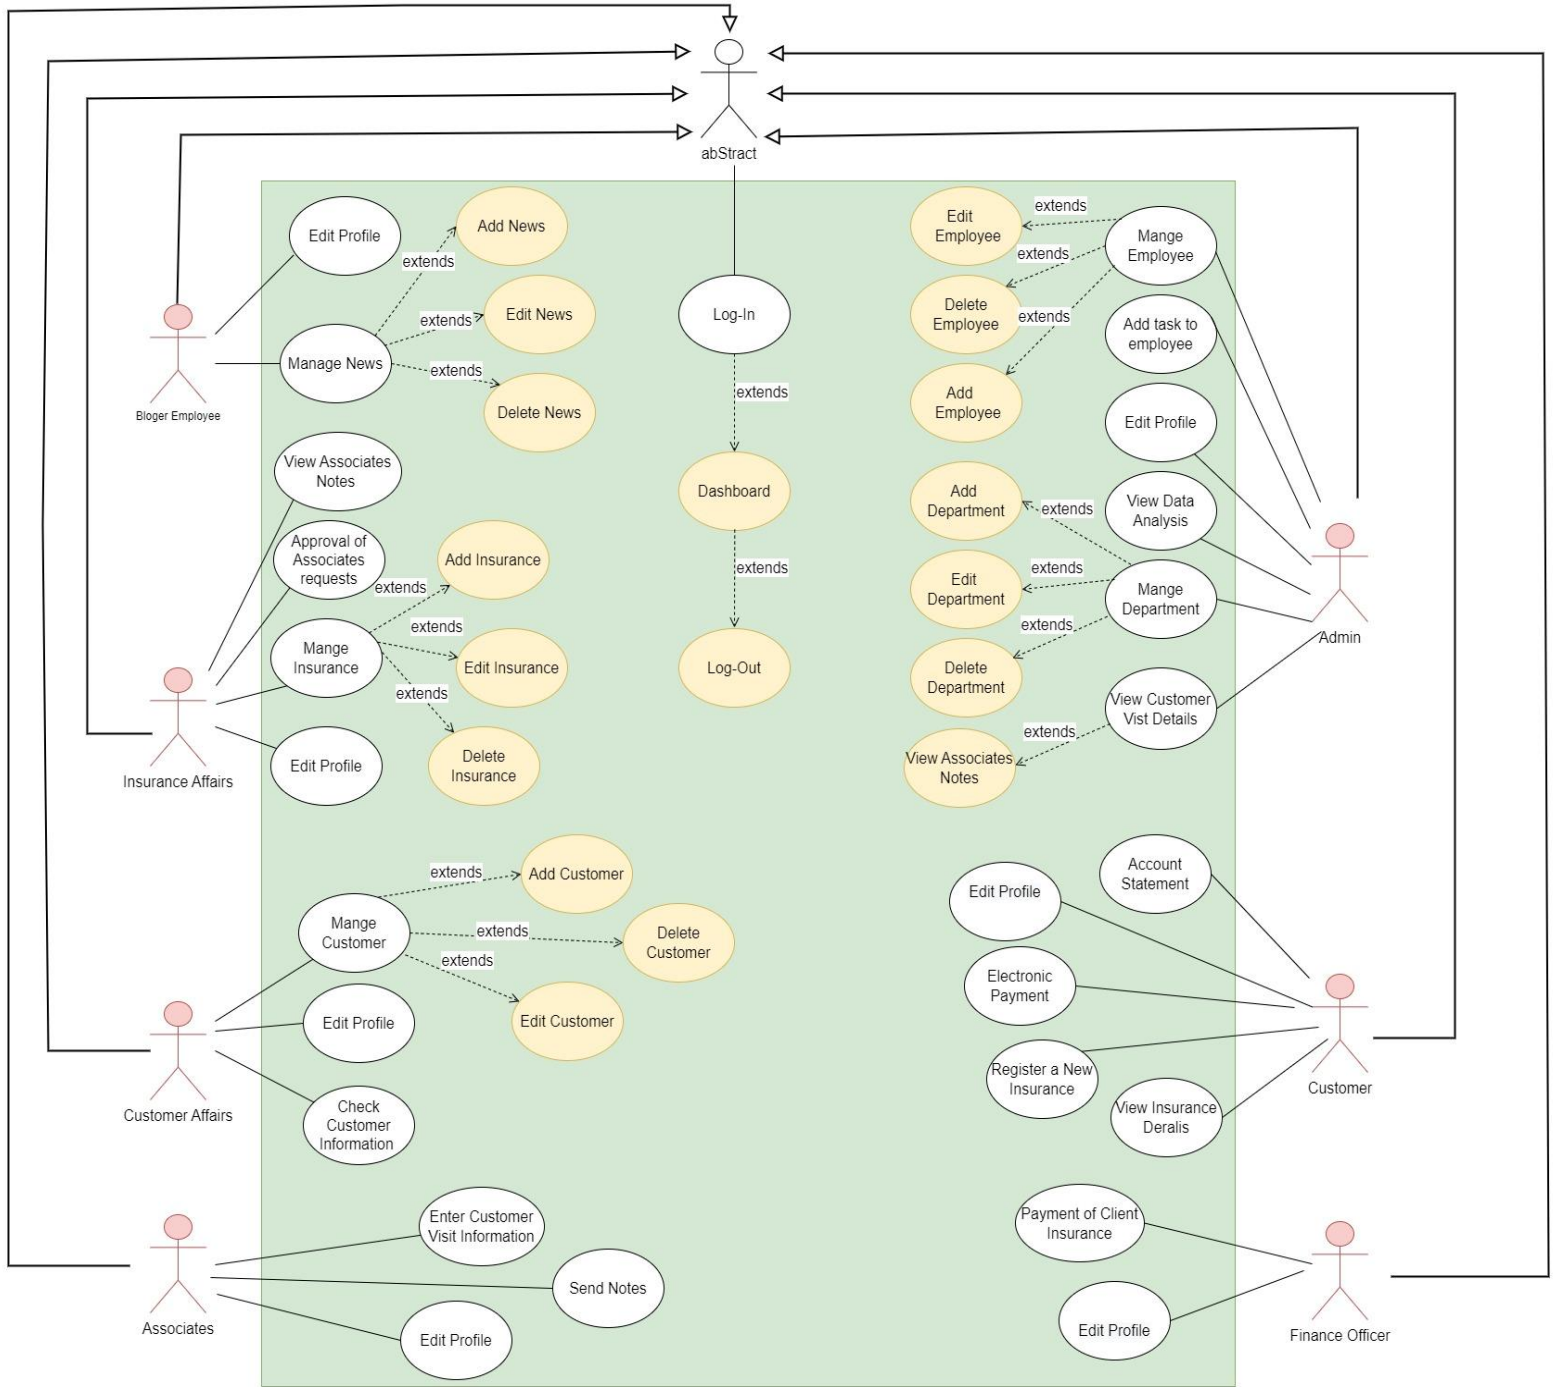 abStract
Edit Profile
Add News
extends
Edit News
extends
Manage News
extends
Delete News
Bloger Employee
Log-In
extends
Dashboard
extends
Log-Out
Edit
Employee
extends
Mange
Employee
extends
Delete
Employee
extends
Add task to
employee
Add
Employee
Edit Profile
Add
Department
extends
View Data
Analysis
Edit
Department
extends
Mange
Department
extends
Delete
Department
Admin
View Customer
Vist Details
extends
View Associates
Notes
View Associates
Notes
Approval of
Associates
requests
Add Insurance
extends
Mange
Insurance
extends
Edit Insurance
extends
Edit Profile
Delete
Insurance
Insurance Affairs
extends
Add Customer
Mange
Customer
extends
Delete
Customer
extends
Edit Customer
Edit Profile
Check
Customer
Information
Customer Affairs
Account
Statement
Edit Profile
Electronic
Payment
Register a New
Insurance
View Insurance
Deralis
Customer
Enter Customer
Visit Information
Send Notes
Edit Profile
Associates
Payment of Client
Insurance
Edit Profile
Finance Officer